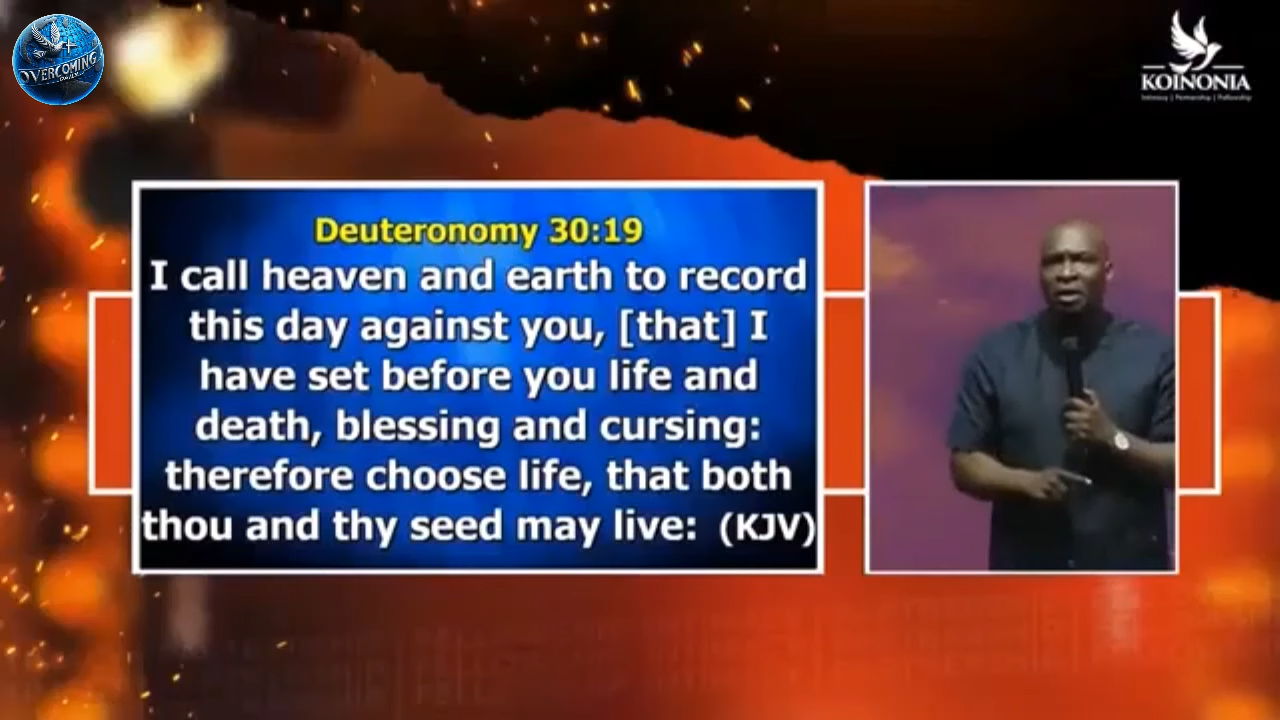 OVERCOMING
KOINONIA
Intimacy | Partnership | Fellowship
Deuteronomy 30:19
I call heaven and earth to record
this day against you, [that] I
have set before you life and
death, blessing and cursing:
therefore choose life, that both
thou and thy seed may live: (KJV)